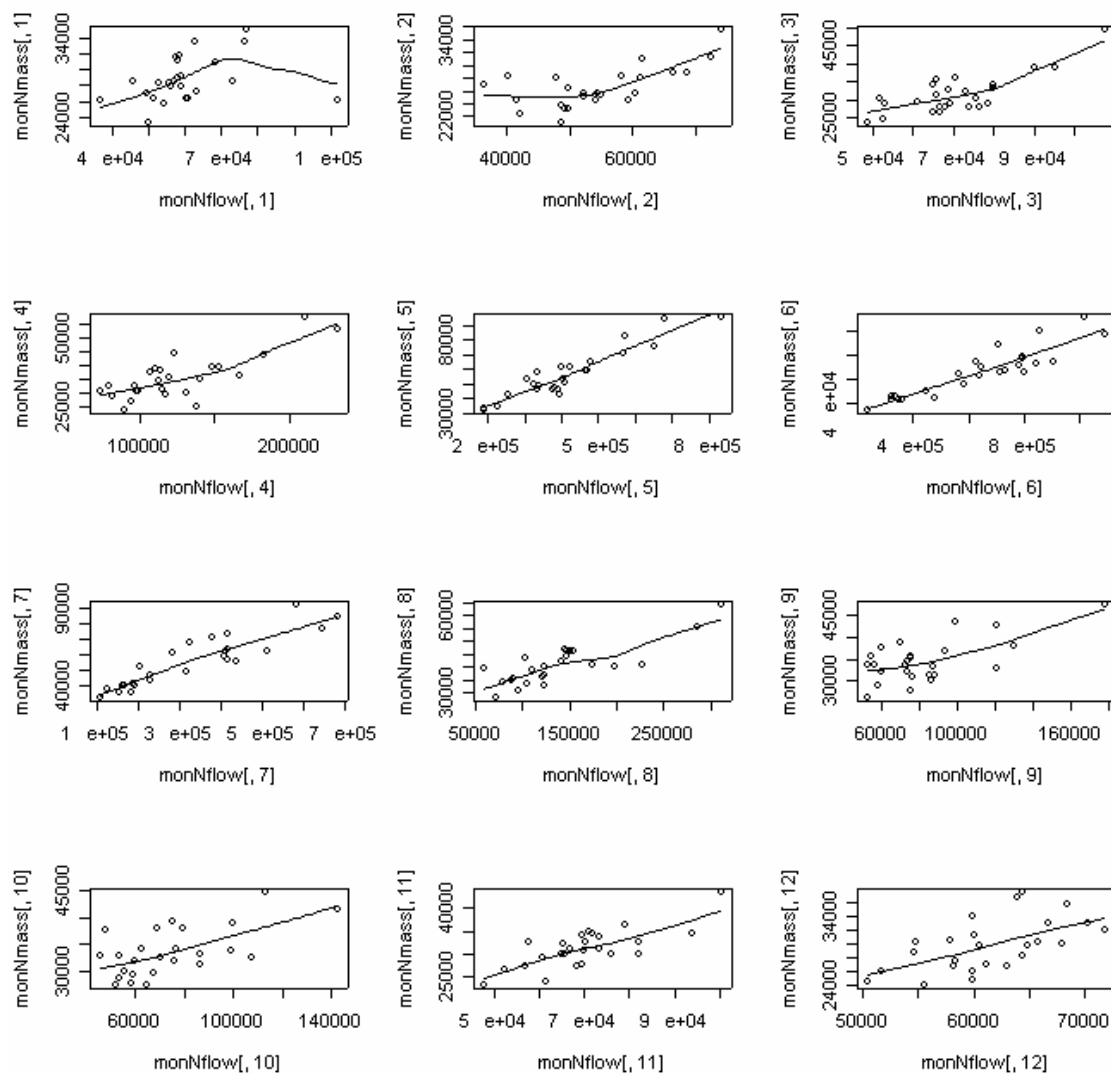 monNmass[, 1]
24000 34000
4 e+04 7 e+04 1 e+05
monNflow[, 1]
monNmass[, 2]
22000 34000
40000 60000
monNflow[, 2]
monNmass[, 3]
25000 45000
5 e+04 7 e+04 9 e+04
monNflow[, 3]
monNmass[, 4]
25000 50000
100000 200000
monNflow[, 4]
monNmass[, 5]
30000 80000
2 e+05 5 e+05 8 e+05
monNflow[, 5]
monNmass[, 6]
4 e+04
4 e+05 8 e+05
monNflow[, 6]
monNmass[, 7]
40000 90000
1 e+05 3 e+05 5 e+05 7 e+05
monNflow[, 7]
monNmass[, 8]
30000 60000
50000 150000 250000
monNflow[, 8]
monNmass[, 9]
30000 45000
60000 100000 160000
monNflow[, 9]
monNmass[, 10]
30000 45000
60000 100000 140000
monNflow[, 10]
monNmass[, 11]
25000 40000
5 e+04 7 e+04 9 e+04
monNflow[, 11]
monNmass[, 12]
24000 34000
50000 60000 70000
monNflow[, 12]